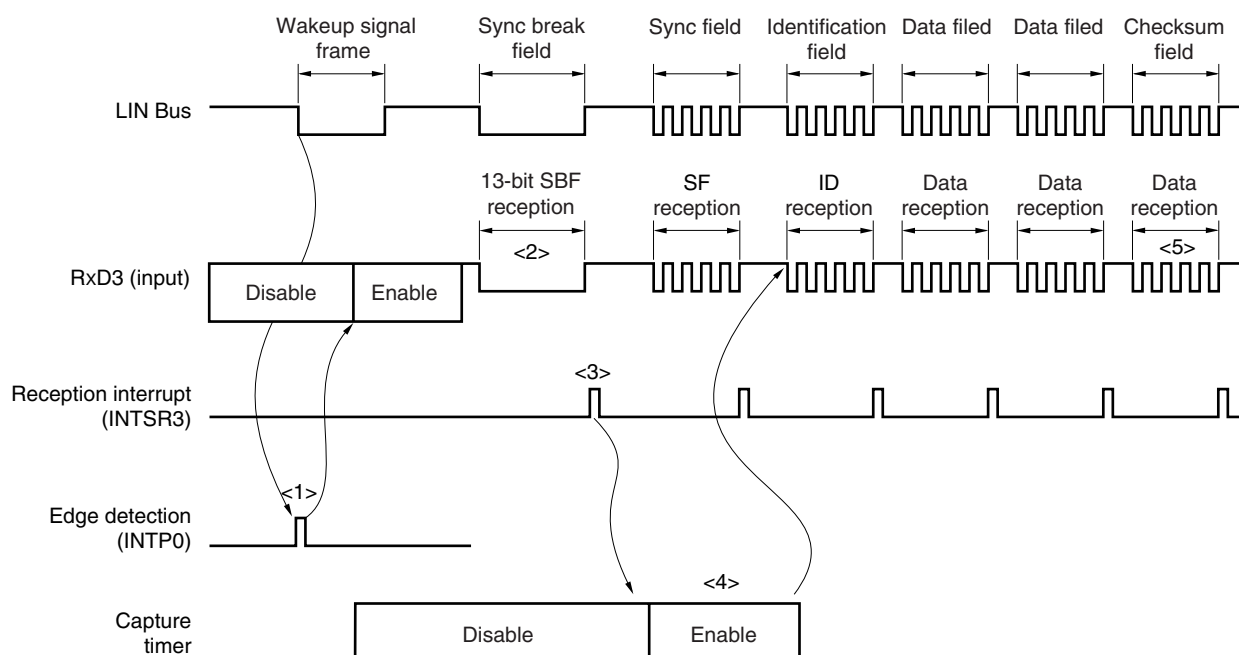 Wakeup signal
frame
Sync break
field
Sync field
Identification
field
Data filed
Data filed
Checksum
field
LIN Bus
13-bit SBF
reception
SF
reception
ID
reception
Data
reception
Data
reception
Data
reception
<2>
<5>
RxD3 (input)
Disable
Enable
Reception interrupt
(INTSR3)
<3>
Edge detection
(INTP0)
<1>
<4>
Capture
timer
Disable
Enable